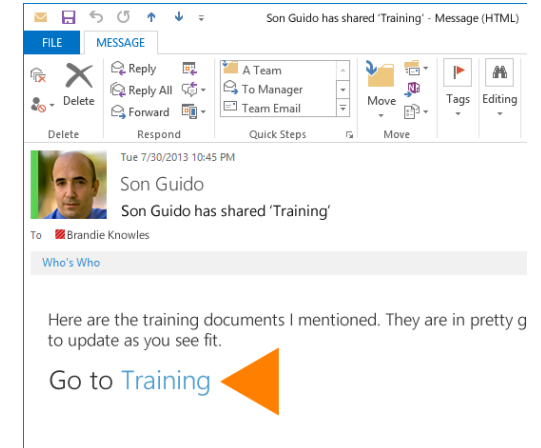 Son Guido has shared 'Training' - Message (HTML)
FILE MESSAGE
Reply
Reply All
Forward
Delete
A Team
To Manager
Team Email
Move
Tags
Editing
Delete Respond Quick Steps Move
Tue 7/30/2013 10:45 PM
Son Guido
Son Guido has shared 'Training'
To Brandie Knowles
Who's Who
Here are the training documents I mentioned. They are in pretty g
to update as you see fit.
Go to Training